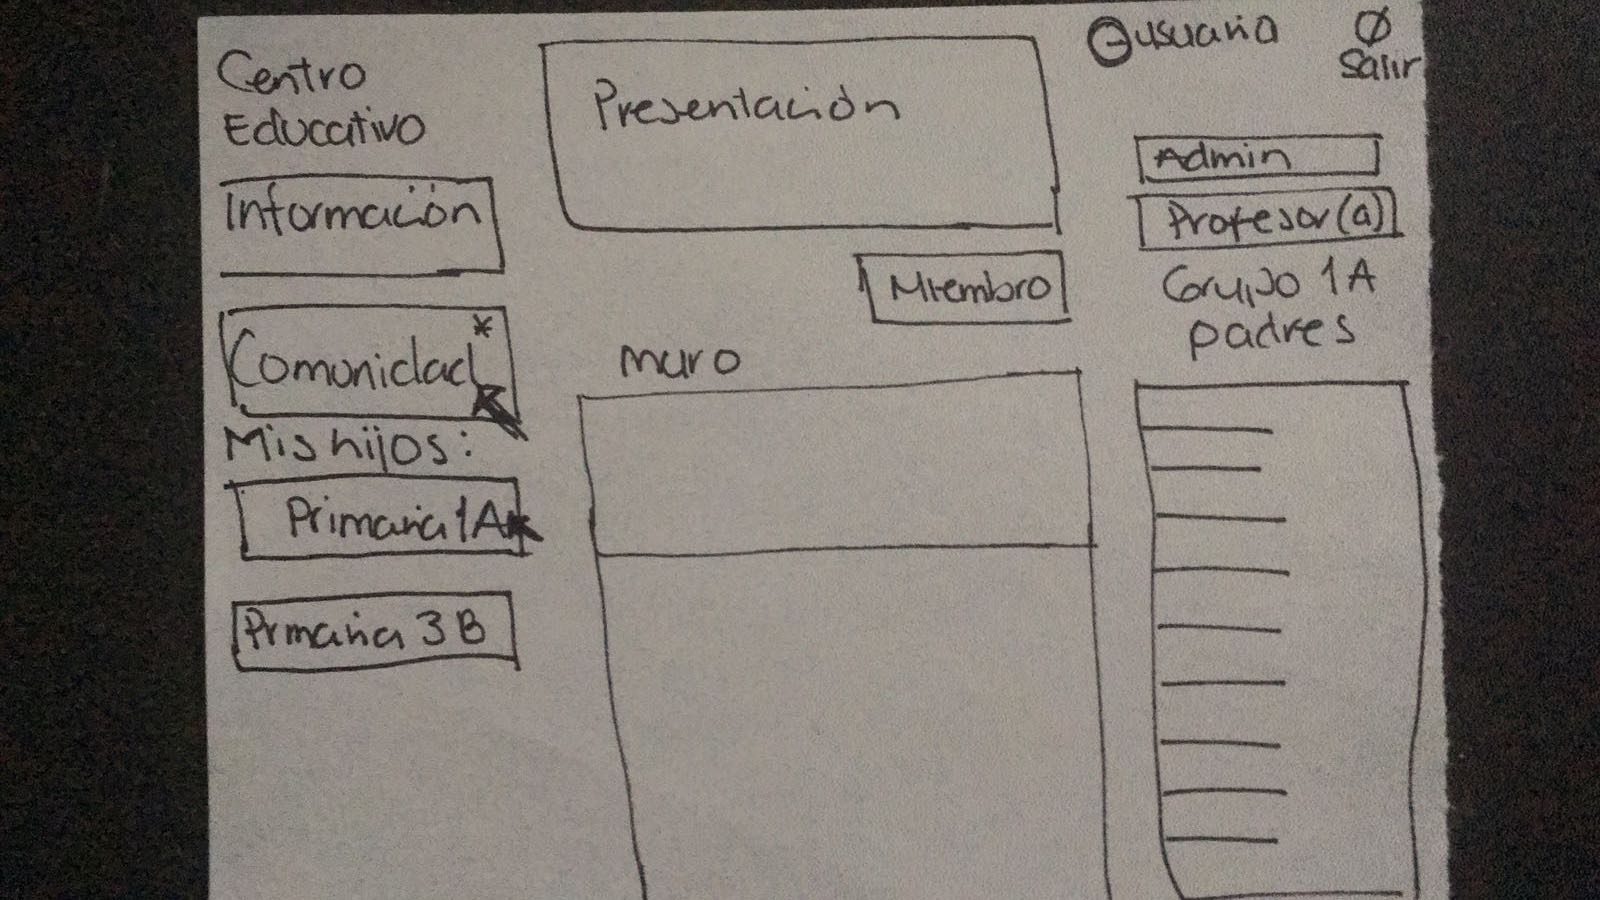 Centro
Educativo
Información
Comunidad *
Mis hijos:
Primaria 1A
Prmaria 3B
Presentación
Miembro
muro
usuario
Salir
Admin
Profesor(a)
Grupo 1A
padres